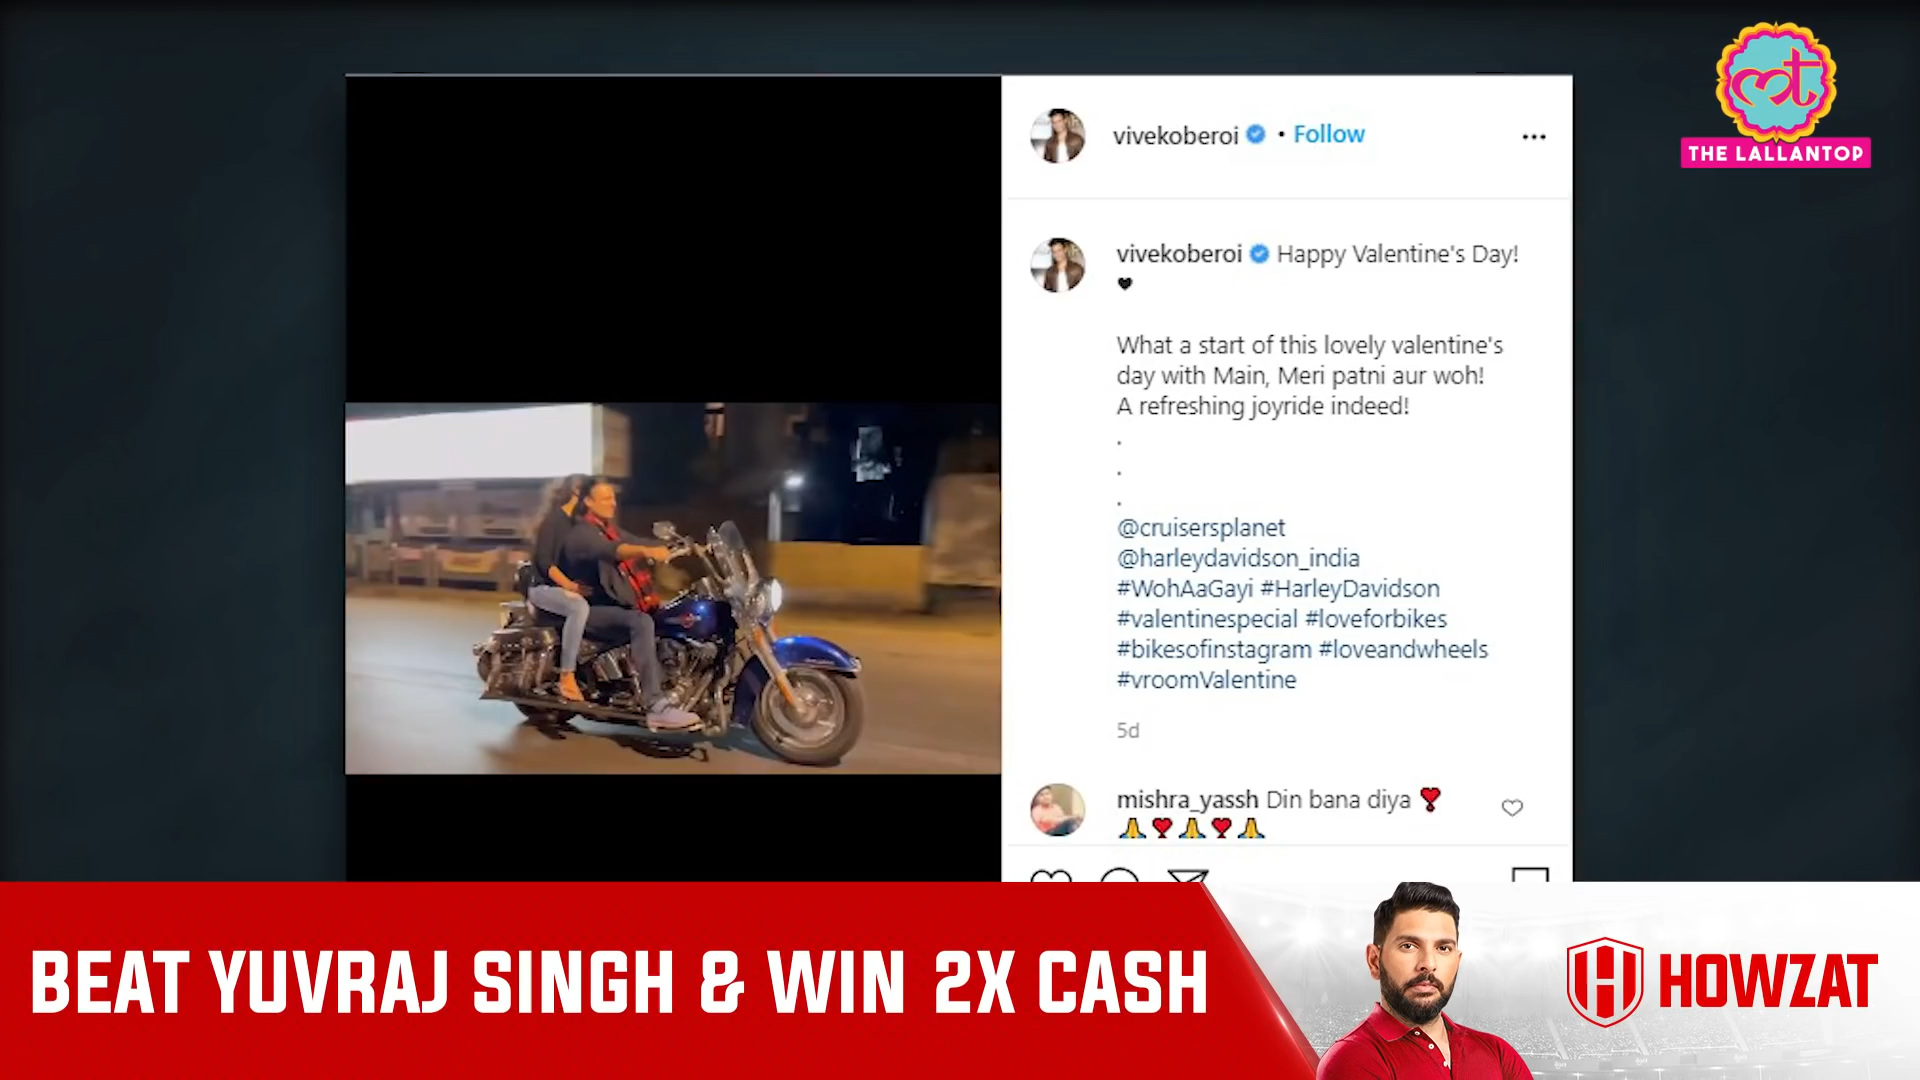 THE LALLANTOP
vivekoberoi • Follow
vivekoberoi Happy Valentine's Day!
🖤
What a start of this lovely valentine's
day with Main, Meri patni aur woh!
A refreshing joyride indeed!
.
.
.
@cruisersplanet
@harleydavidson_india
#WohAaGayi #HarleyDavidson
#valentinespecial #loveforbikes
#bikesofinstagram #loveandwheels
#vroomValentine
5d
mishra_yassh Din bana diya ❣️
🙏❣️🙏❣️🙏
BEAT YUVRAJ SINGH & WIN 2X CASH
HOWZAT